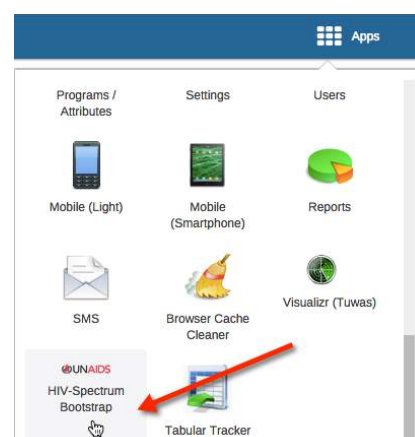 Apps
Programs /
Attributes
Settings
Users
Mobile (Light)
Mobile
(Smartphone)
Reports
SMS
Browser Cache
Cleaner
Visualizr (Tuwas)
UNAIDS
HIV-Spectrum
Bootstrap
Tabular Tracker